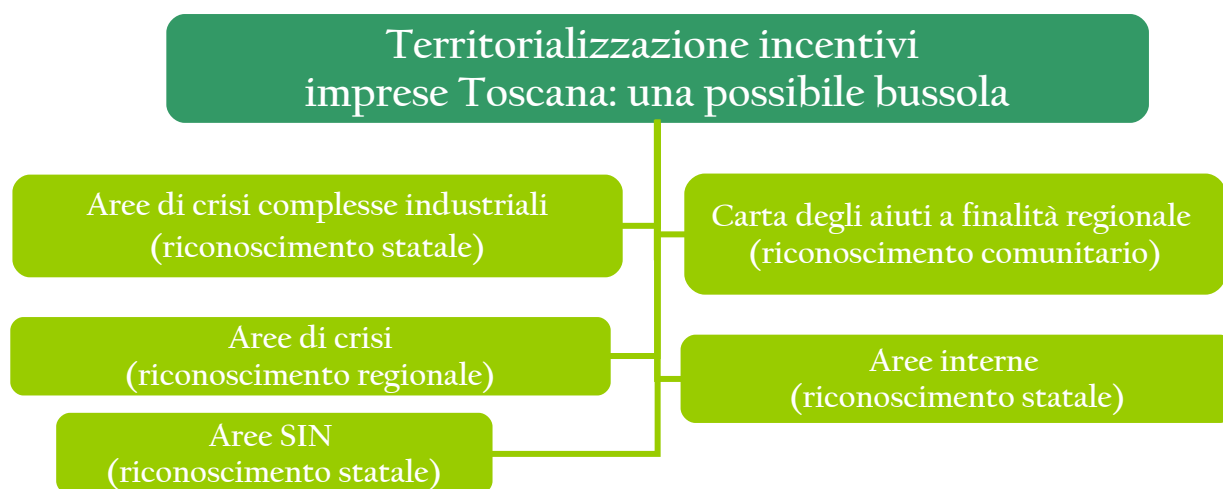 Territorializzazione incentivi
imprese Toscana: una possibile bussola
Aree di crisi complesse industriali
(riconoscimento statale)
Carta degli aiuti a finalità regionale
(riconoscimento comunitario)
Aree di crisi
(riconoscimento regionale)
Aree interne
(riconoscimento statale)
Aree SIN
(riconoscimento statale)